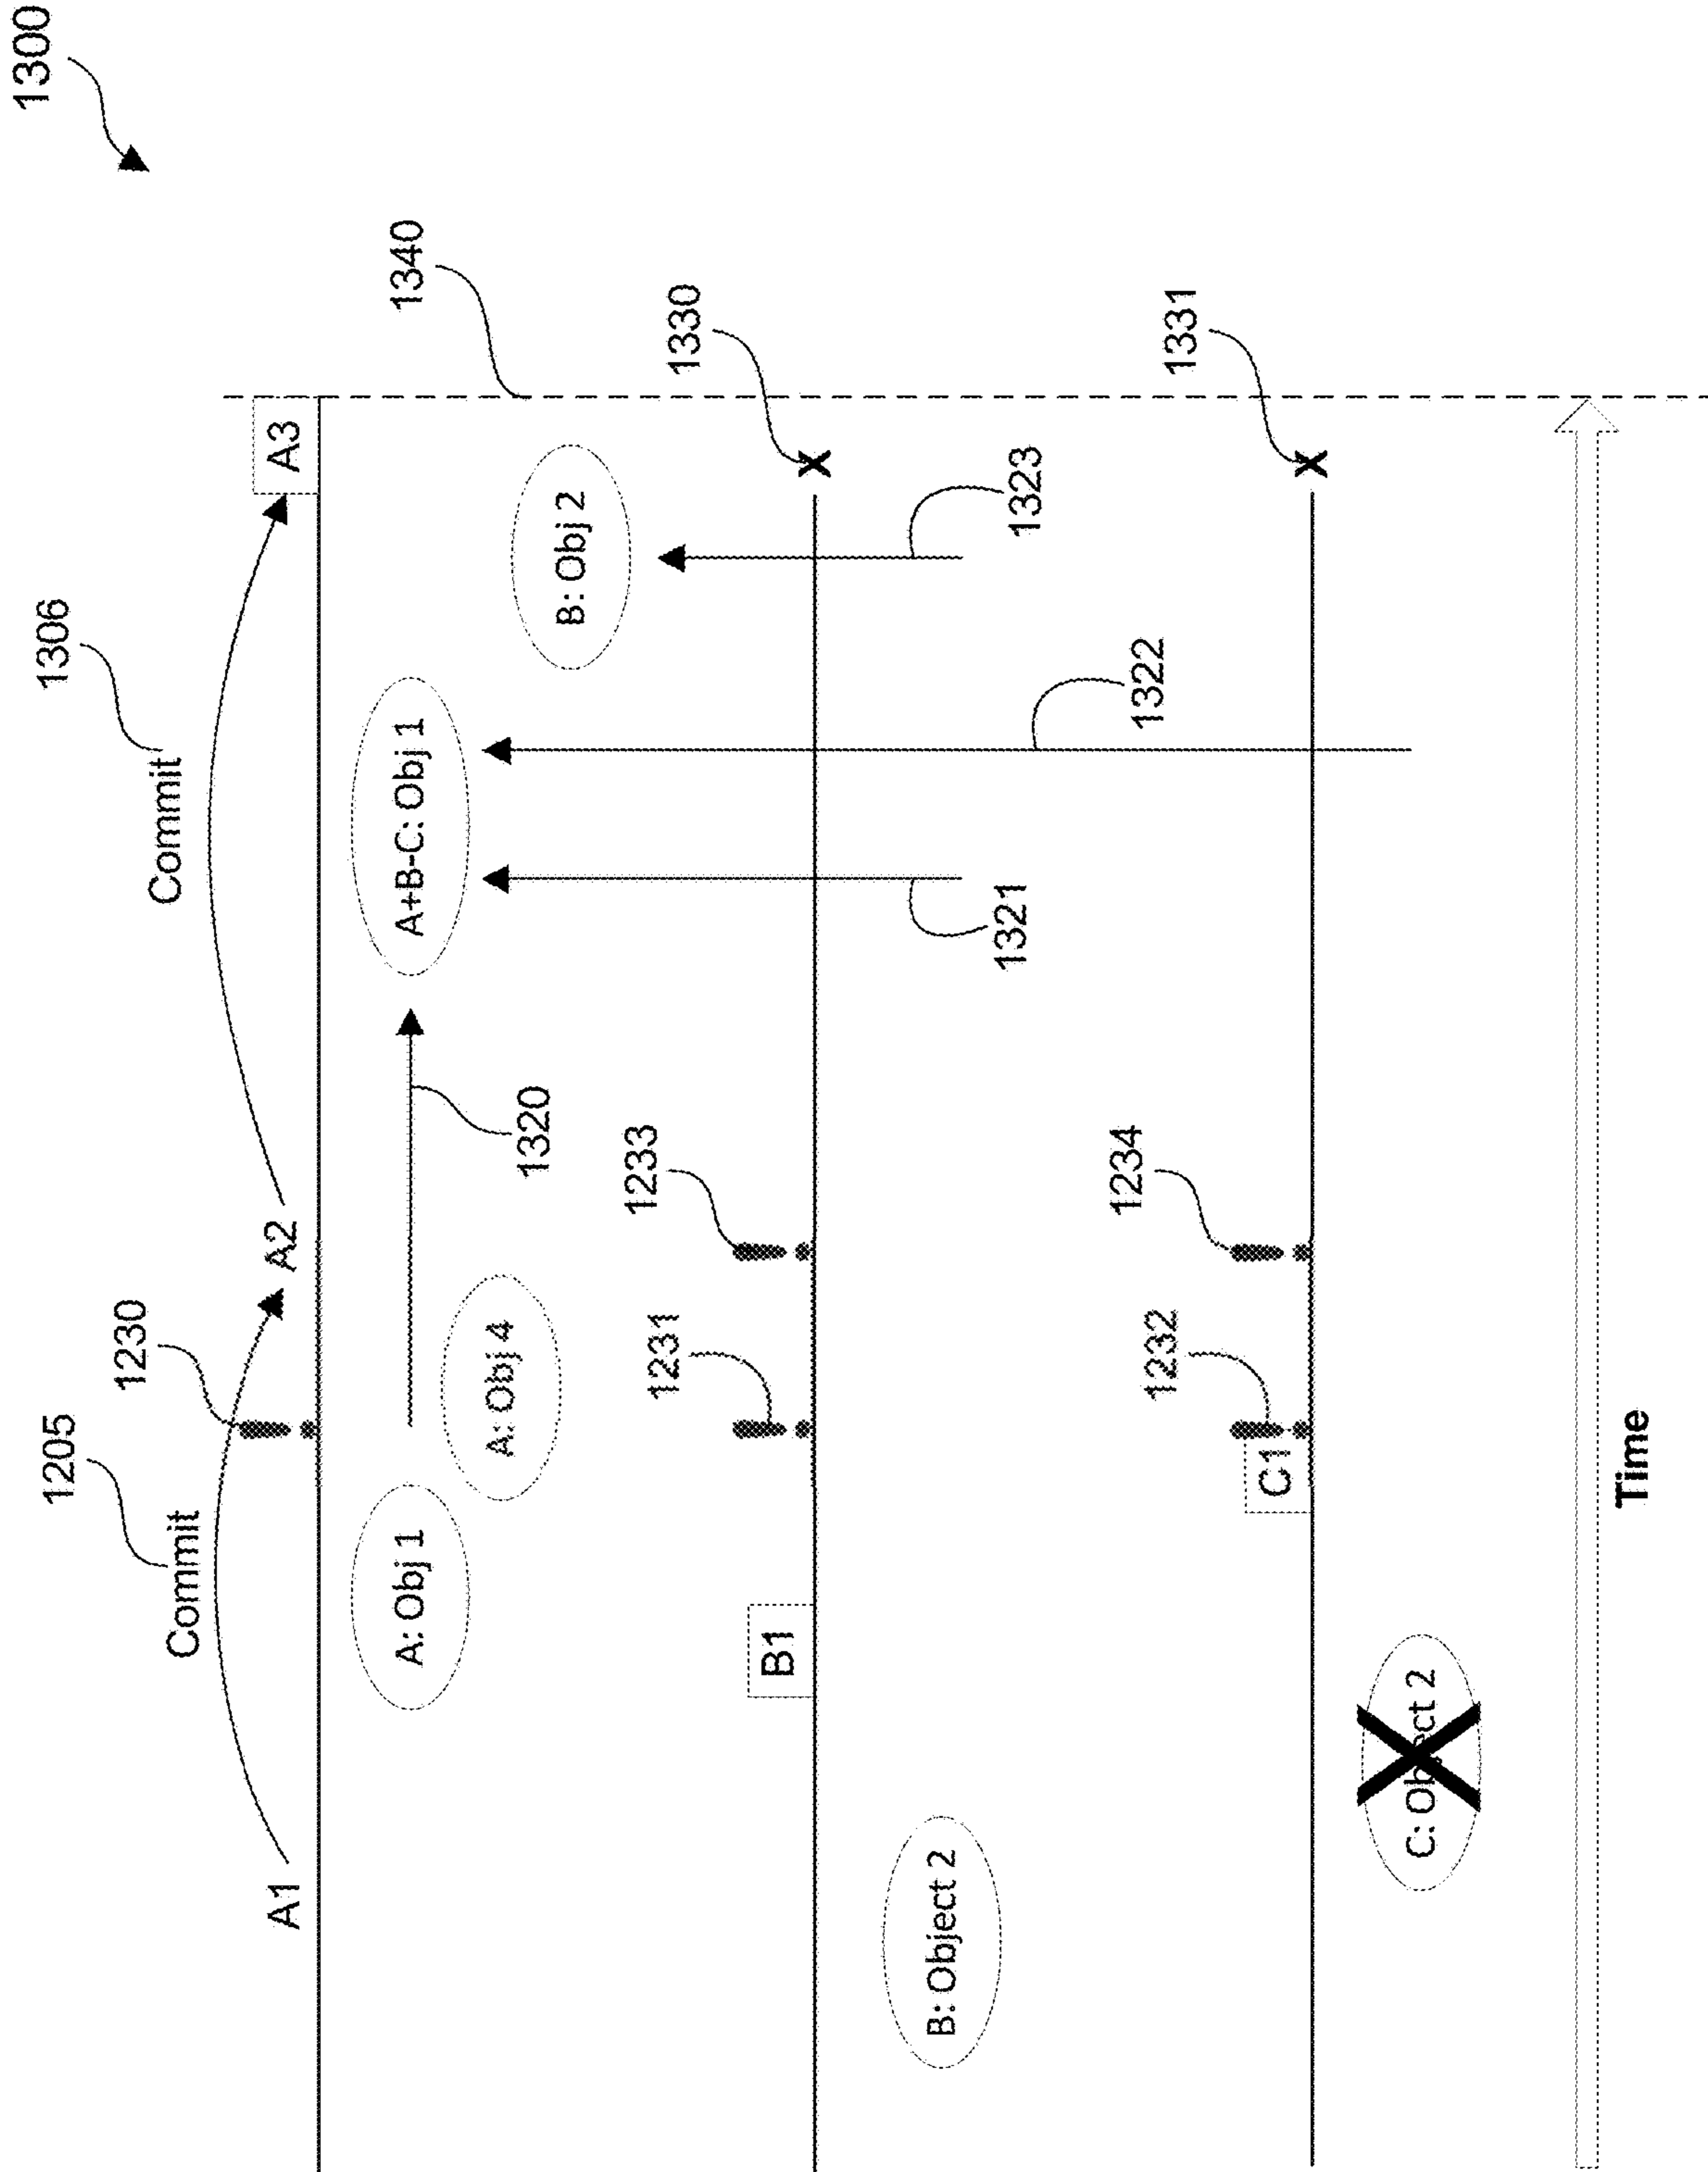 1300
1205
1306
1230
Commit
Commit
A1
A2
A3
A: Obj 1
A+B-C: Obj 1
1340
A: Obj 4
1320
B: Obj 2
1231
1233
1330
B1
B: Object 2
1321
1323
1232
1234
1322
1331
C1
C: Object 2
Time